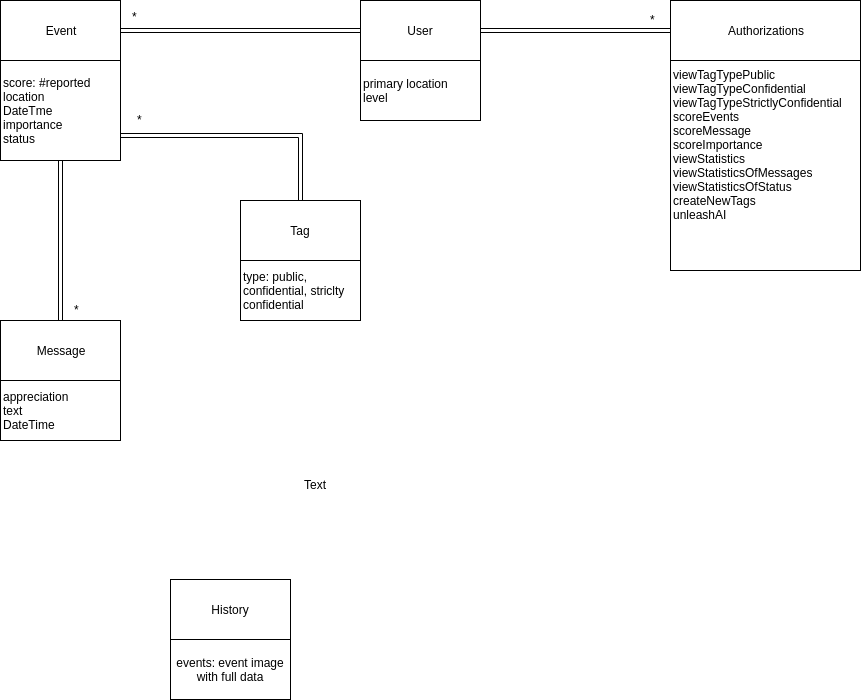 Event
*
User
*
Authorizations
score: #reported
location
DateTme
importance
status
primary location
level
viewTagTypePublic
viewTagTypeConfidential
viewTagTypeStrictlyConfidential
scoreEvents
scoreMessage
scoreImportance
viewStatistics
viewStatisticsOfMessages
viewStatisticsOfStatus
createNewTags
unleashAI
*
Tag
type: public,
confidential, striclty
confidential
*
Message
appreciation
text
DateTime
Text
History
events: event image
with full data